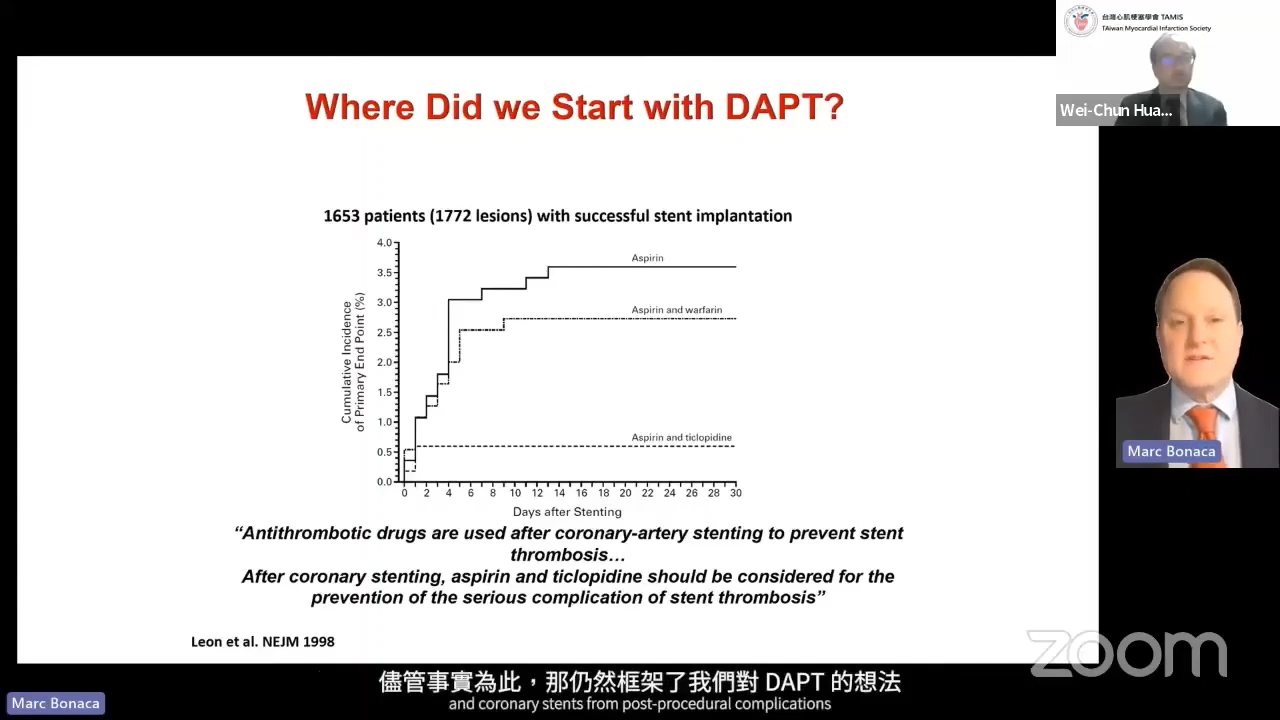 台灣心肌梗塞學會 TAMIS
TAiwan Myocardial Infarction Society
Wei-Chun Hua...
Where Did we Start with DAPT?
1653 patients (1772 lesions) with successful stent implantation
Cumulative Incidence
of Primary End Point (%)
4.0
3.5
3.0
2.5
2.0
1.5
1.0
0.5
0.0
Aspirin
Aspirin and warfarin
Aspirin and ticlopidine
0 2 4 6 8 10 12 14 16 18 20 22 24 26 28 30
Days after Stenting
“Antithrombotic drugs are used after coronary-artery stenting to prevent stent
thrombosis…
After coronary stenting, aspirin and ticlopidine should be considered for the
prevention of the serious complication of stent thrombosis”
Leon et al. NEJM 1998
Marc Bonaca
zoom
儘管事實為此，那仍然框架了我們對 DAPT 的想法
and coronary stents from post-procedural complications
Marc Bonaca